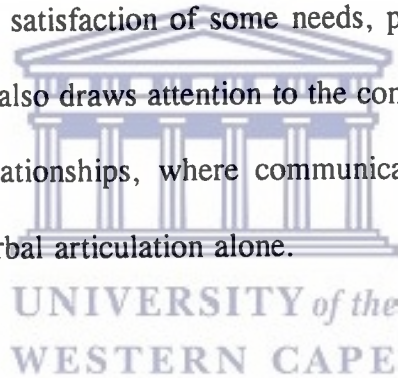 satisfaction of some needs, p
also draws attention to the con
ationships, where communica
rbal articulation alone.
UNIVERSITY of the
WESTERN CAPE